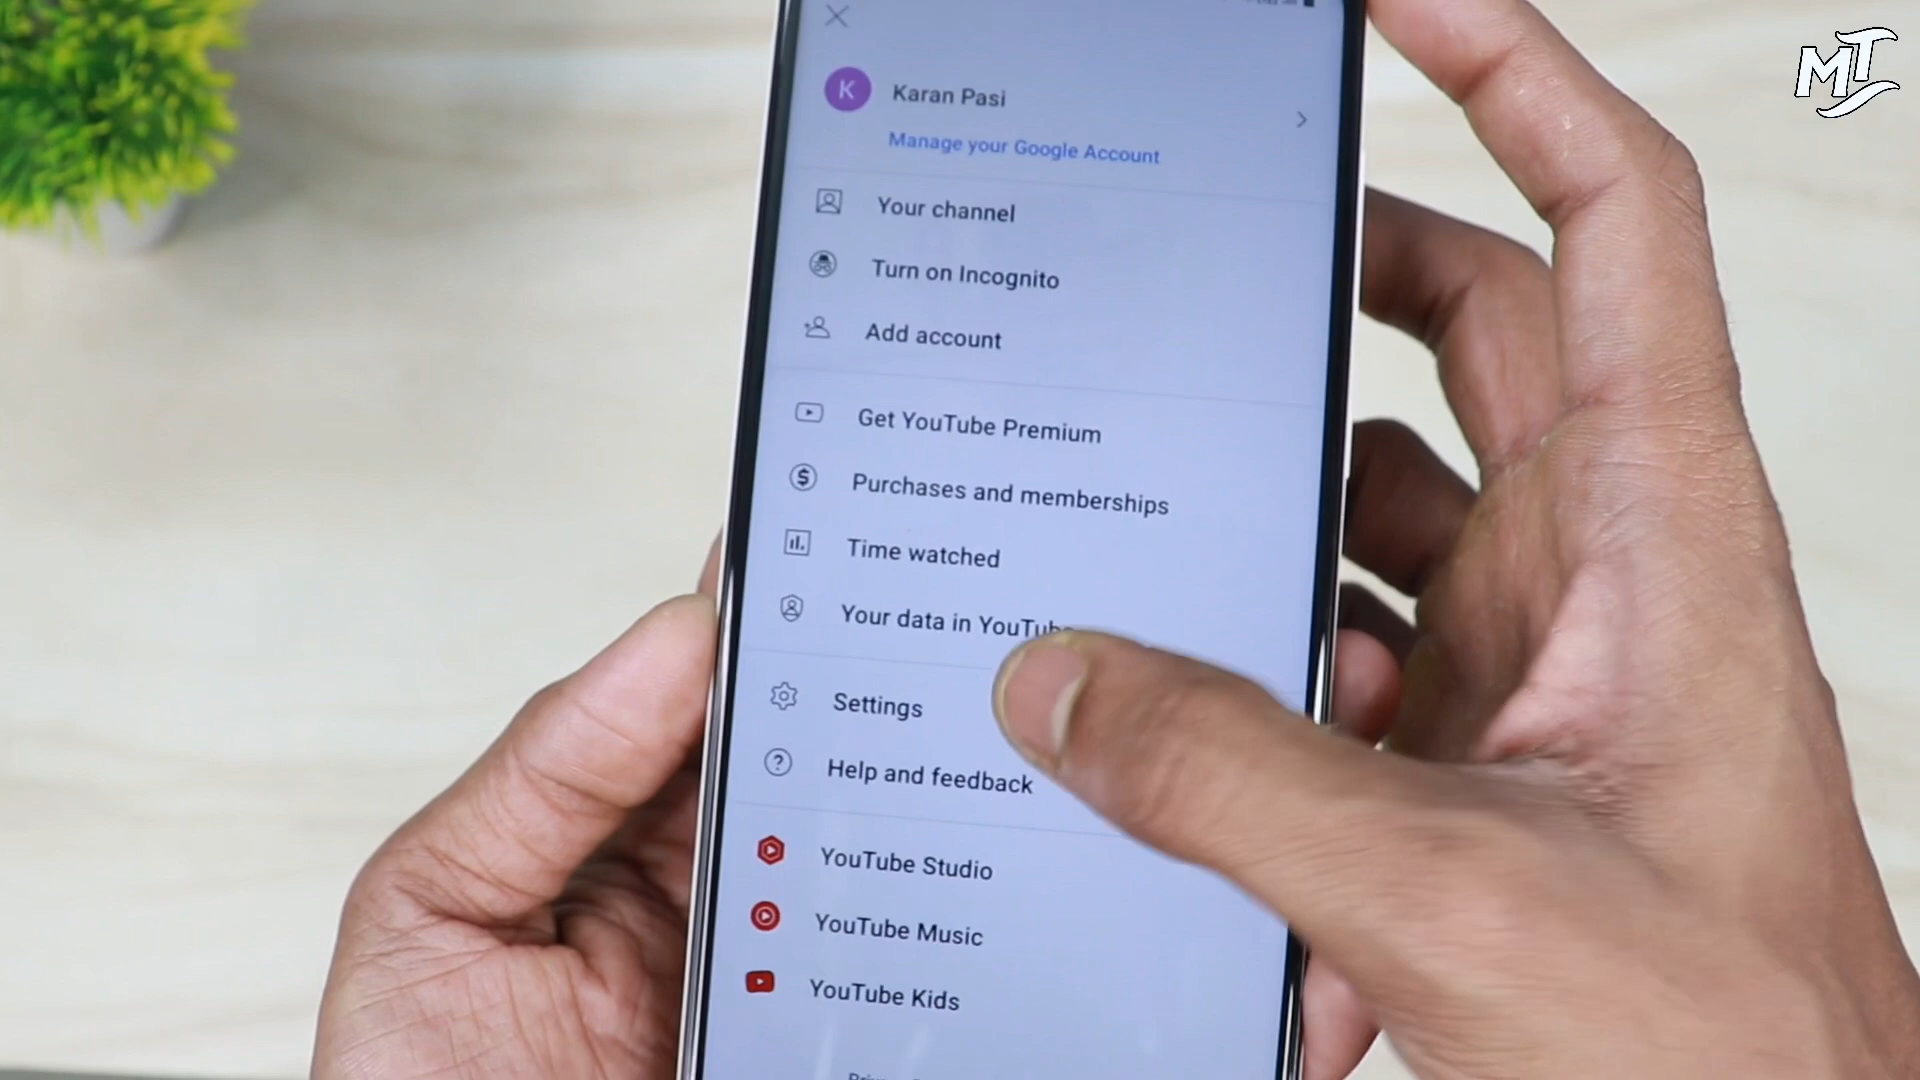 MT
K
Karan Pasi
Manage your Google Account
Your channel
Turn on Incognito
Add account
Get YouTube Premium
Purchases and memberships
Time watched
Your data in YouTube
Settings
Help and feedback
YouTube Studio
YouTube Music
YouTube Kids